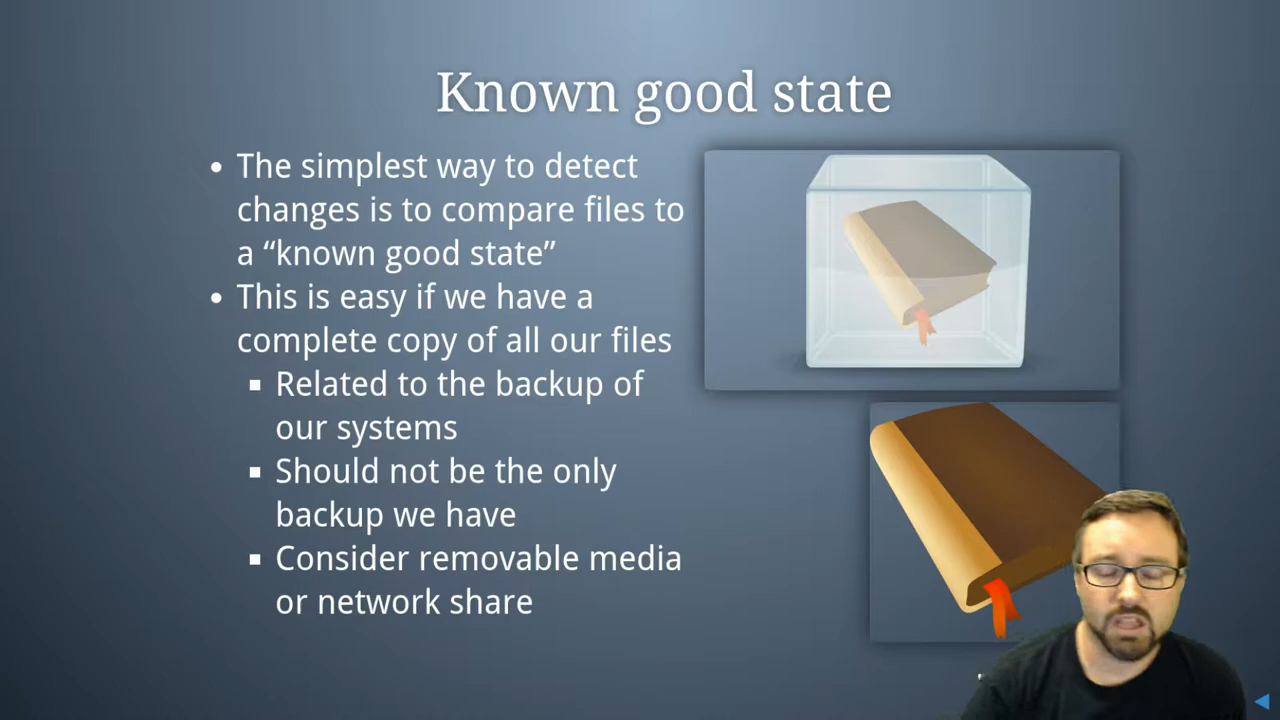 Known good state
The simplest way to detect
changes is to compare files to
a “known good state”
This is easy if we have a
complete copy of all our files
Related to the backup of
our systems
Should not be the only
backup we have
Consider removable media
or network share